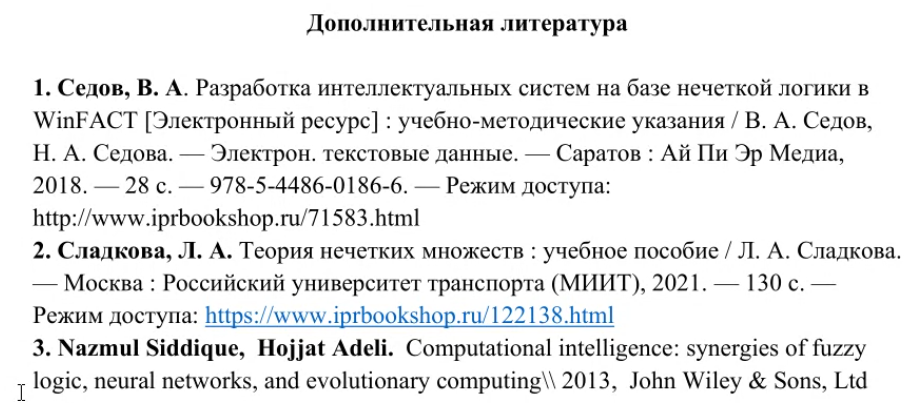 Дополнительная литература
1. Седов, В. А. Разработка интеллектуальных систем на базе нечеткой логики в
WinFACT [Электронный ресурс] : учебно-методические указания / В. А. Седов,
Н. А. Седова. — Электрон. текстовые данные. — Саратов : Ай Пи Эр Медиа,
2018. — 28 с. — 978-5-4486-0186-6. — Режим доступа:
http://www.iprbookshop.ru/71583.html
2. Сладкова, Л. А. Теория нечетких множеств : учебное пособие / Л. А. Сладкова.
— Москва : Российский университет транспорта (МИИТ), 2021. — 130 с. —
Режим доступа: https://www.iprbookshop.ru/122138.html
3. Nazmul Siddique, Hojjat Adeli. Computational intelligence: synergies of fuzzy
logic, neural networks, and evolutionary computing\\ 2013, John Wiley & Sons, Ltd